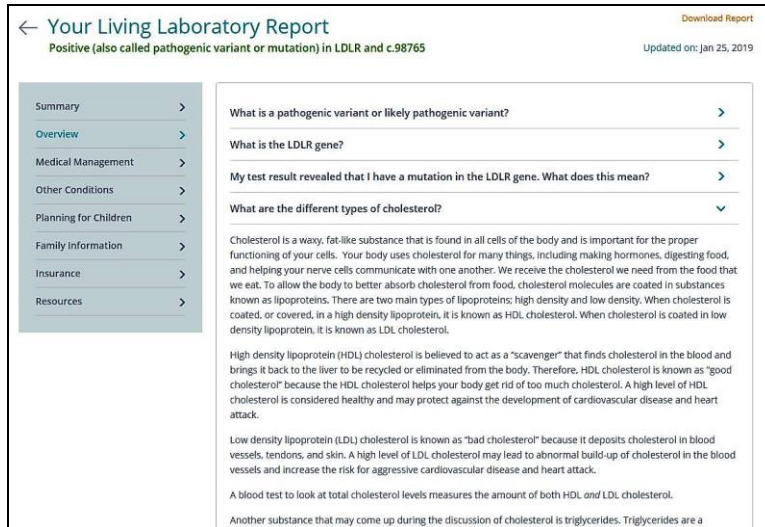 ← Your Living Laboratory Report
Download Report
Positive (also called pathogenic variant or mutation) in LDLR and c.98765
Updated on: Jan 25, 2019
Summary
Overview
Medical Management
Other Conditions
Planning for Children
Family Information
Insurance
Resources
What is a pathogenic variant or likely pathogenic variant?
What is the LDLR gene?
My test result revealed that I have a mutation in the LDLR gene. What does this mean?
What are the different types of cholesterol?
Cholesterol is a waxy, fat-like substance that is found in all cells of the body and is important for the proper
functioning of your cells. Your body uses cholesterol for many things, including making hormones, digesting food,
and helping your nerve cells communicate with one another. We receive the cholesterol we need from the food that
we eat. To allow the body to better absorb cholesterol from food, cholesterol molecules are coated in substances
known as lipoproteins. There are two main types of lipoproteins; high density and low density. When cholesterol is
coated, or covered, in a high density lipoprotein, it is known as HDL cholesterol. When cholesterol is coated in low
density lipoprotein, it is known as LDL cholesterol.
High density lipoprotein (HDL) cholesterol is believed to act as a “scavenger” that finds cholesterol in the blood and
brings it back to the liver to be recycled or eliminated from the body. Therefore, HDL cholesterol is known as “good
cholesterol” because the HDL cholesterol helps your body get rid of too much cholesterol. A high level of HDL
cholesterol is considered healthy and may protect against the development of cardiovascular disease and heart
attack.
Low density lipoprotein (LDL) cholesterol is known as “bad cholesterol” because it deposits cholesterol in blood
vessels, tendons, and skin. A high level of LDL cholesterol may lead to abnormal build-up of cholesterol in the blood
vessels and increase the risk for aggressive cardiovascular disease and heart attack.
A blood test to look at total cholesterol levels measures the amount of both HDL and LDL cholesterol.
Another substance that may come up during the discussion of cholesterol is triglycerides. Triglycerides are a